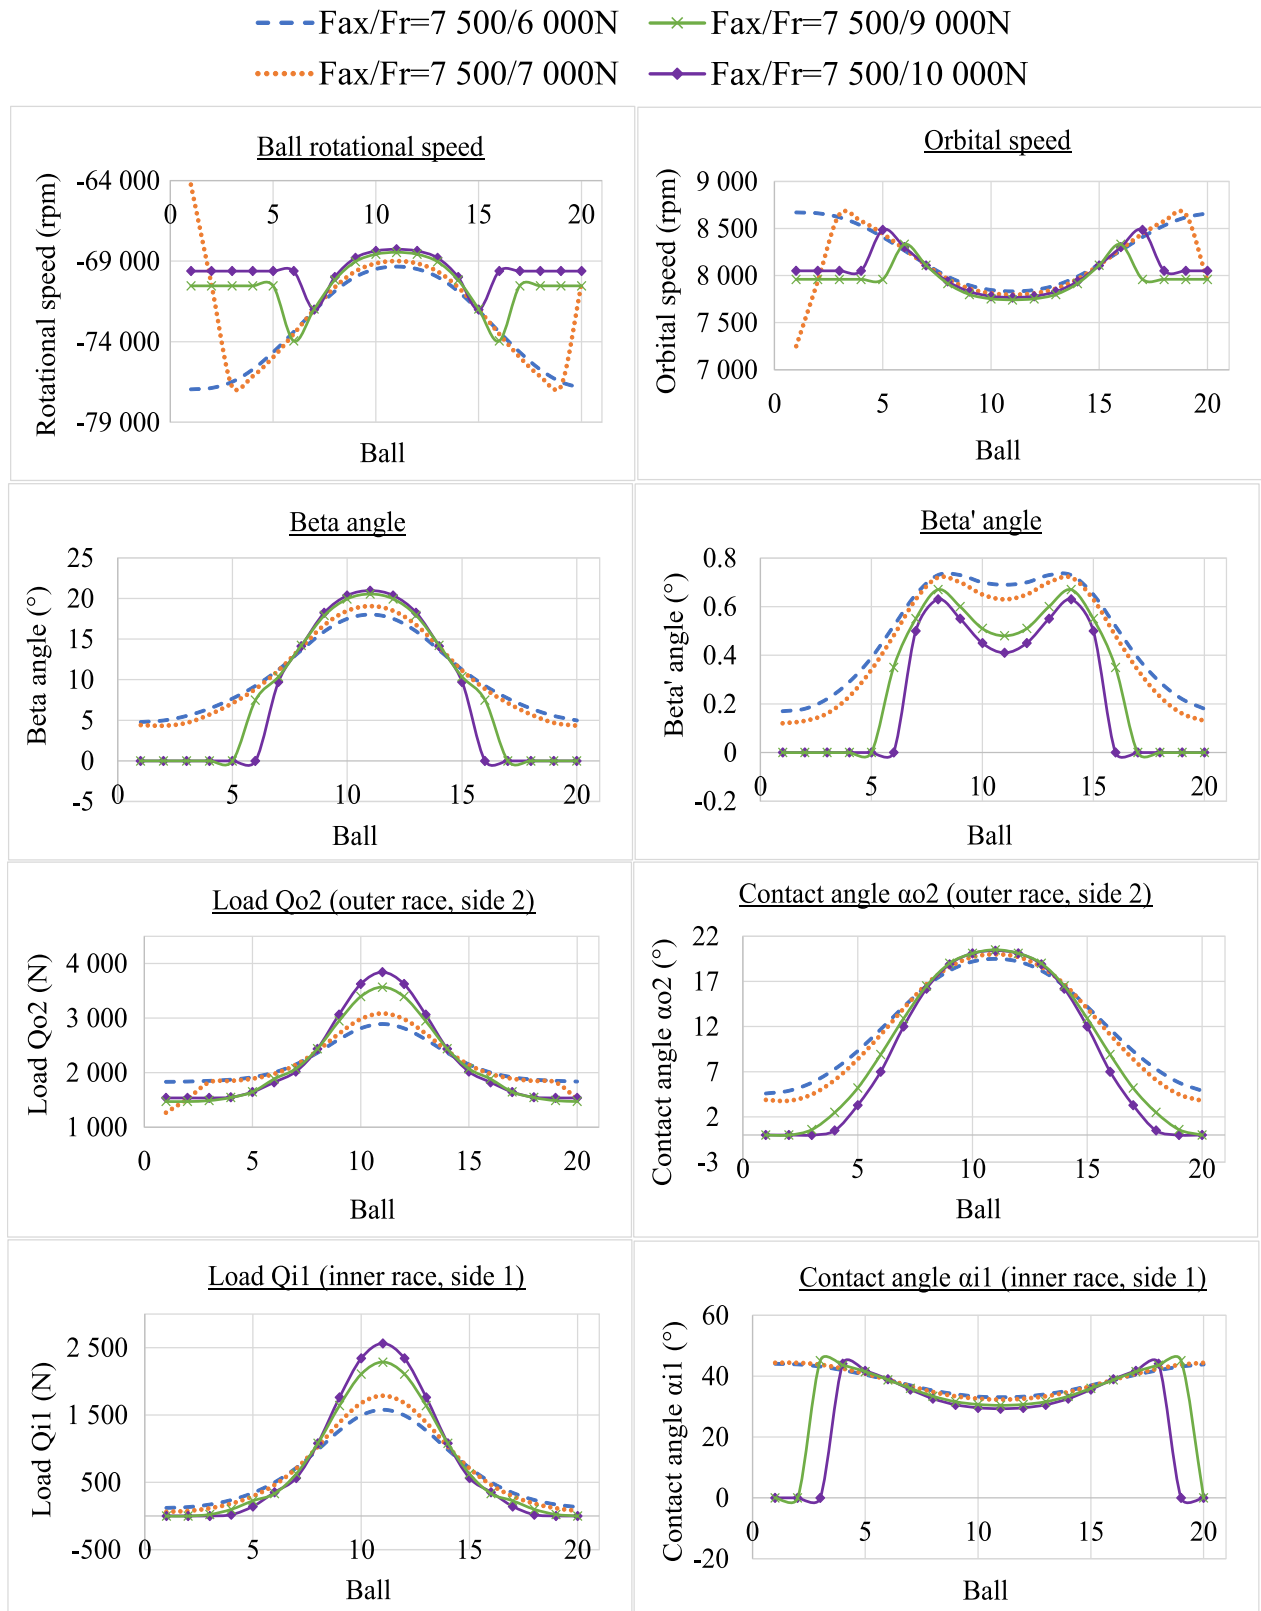 Fax/Fr=7 500/6 000N
Fax/Fr=7 500/9 000N
Fax/Fr=7 500/7 000N
Fax/Fr=7 500/10 000N
Ball rotational speed
Rotational speed (rpm)
-64 000
-69 000
-74 000
-79 000
0
5
10
15
20
Ball
Orbital speed
Orbital speed (rpm)
9 000
8 500
8 000
7 500
7 000
0
5
10
15
20
Ball
Beta angle
Beta angle (°)
25
20
15
10
5
0
-5
0
5
10
15
20
Ball
Beta' angle
Beta' angle (°)
0.8
0.6
0.4
0.2
0
-0.2
0
5
10
15
20
Ball
Load Qo2 (outer race, side 2)
Load Qo2 (N)
4 000
3 000
2 000
1 000
0
5
10
15
20
Ball
Contact angle αo2 (outer race, side 2)
Contact angle αo2 (°)
22
17
12
7
2
-3
0
5
10
15
20
Ball
Load Qi1 (inner race, side 1)
Load Qi1 (N)
2 500
1 500
500
-500
0
5
10
15
20
Ball
Contact angle αi1 (inner race, side 1)
Contact angle αi1 (°)
60
40
20
0
-20
0
5
10
15
20
Ball